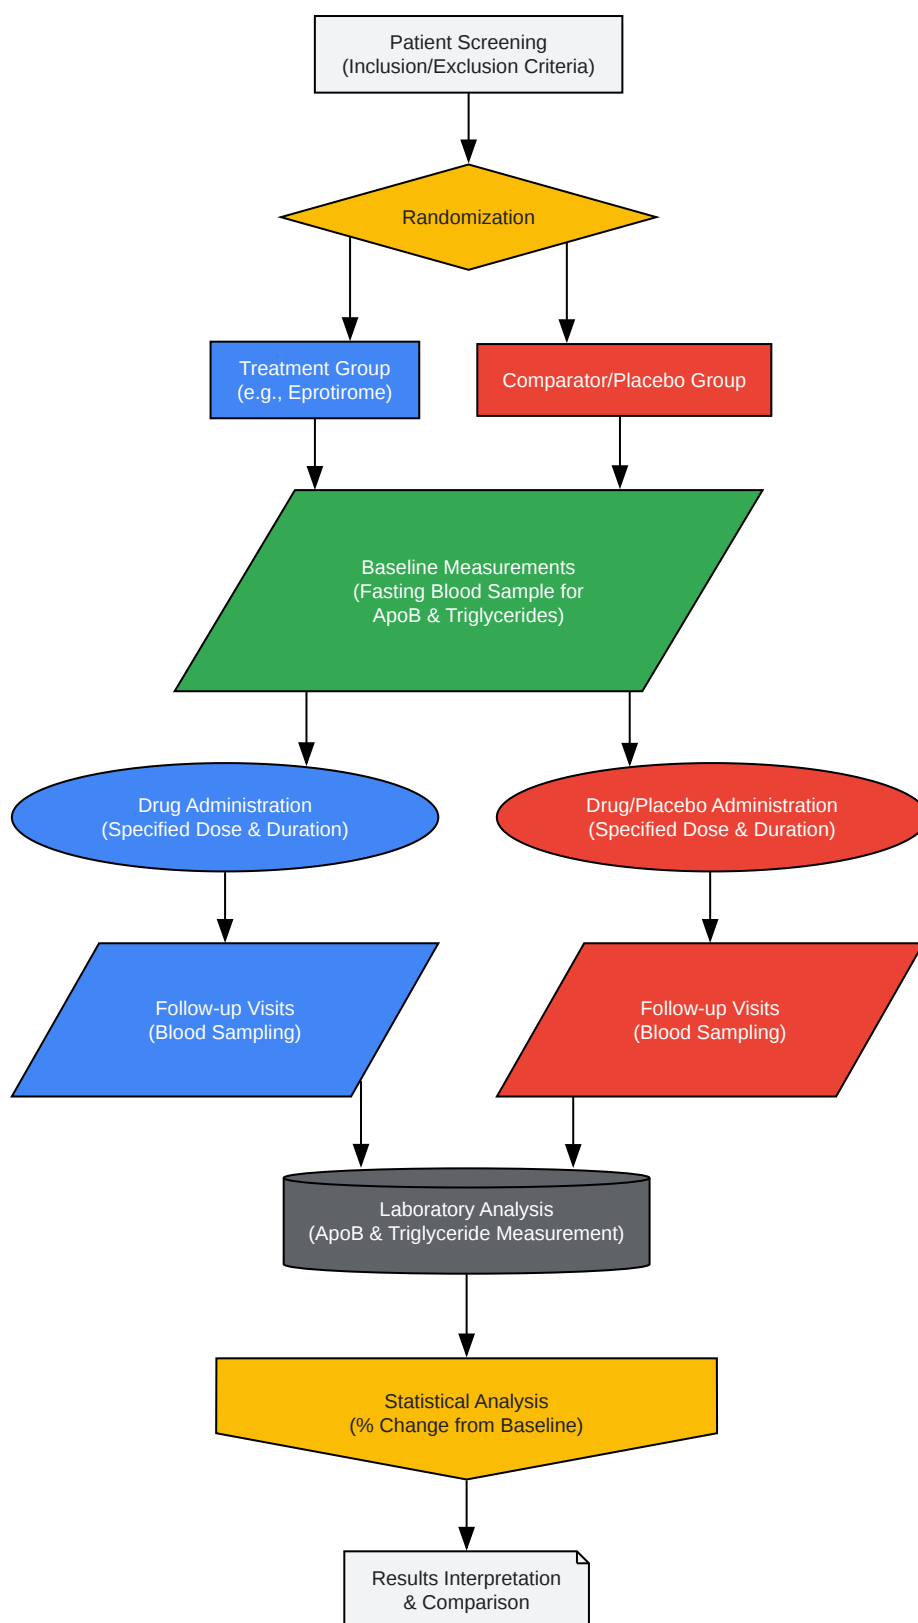 Patient Screening
(Inclusion/Exclusion Criteria)
Randomization
Treatment Group
(e.g., Eprotirome)
Comparator/Placebo Group
Baseline Measurements
(Fasting Blood Sample for
ApoB & Triglycerides)
Drug Administration
(Specified Dose & Duration)
Drug/Placebo Administration
(Specified Dose & Duration)
Follow-up Visits
(Blood Sampling)
Follow-up Visits
(Blood Sampling)
Laboratory Analysis
(ApoB & Triglyceride Measurement)
Statistical Analysis
(% Change from Baseline)
Results Interpretation
& Comparison